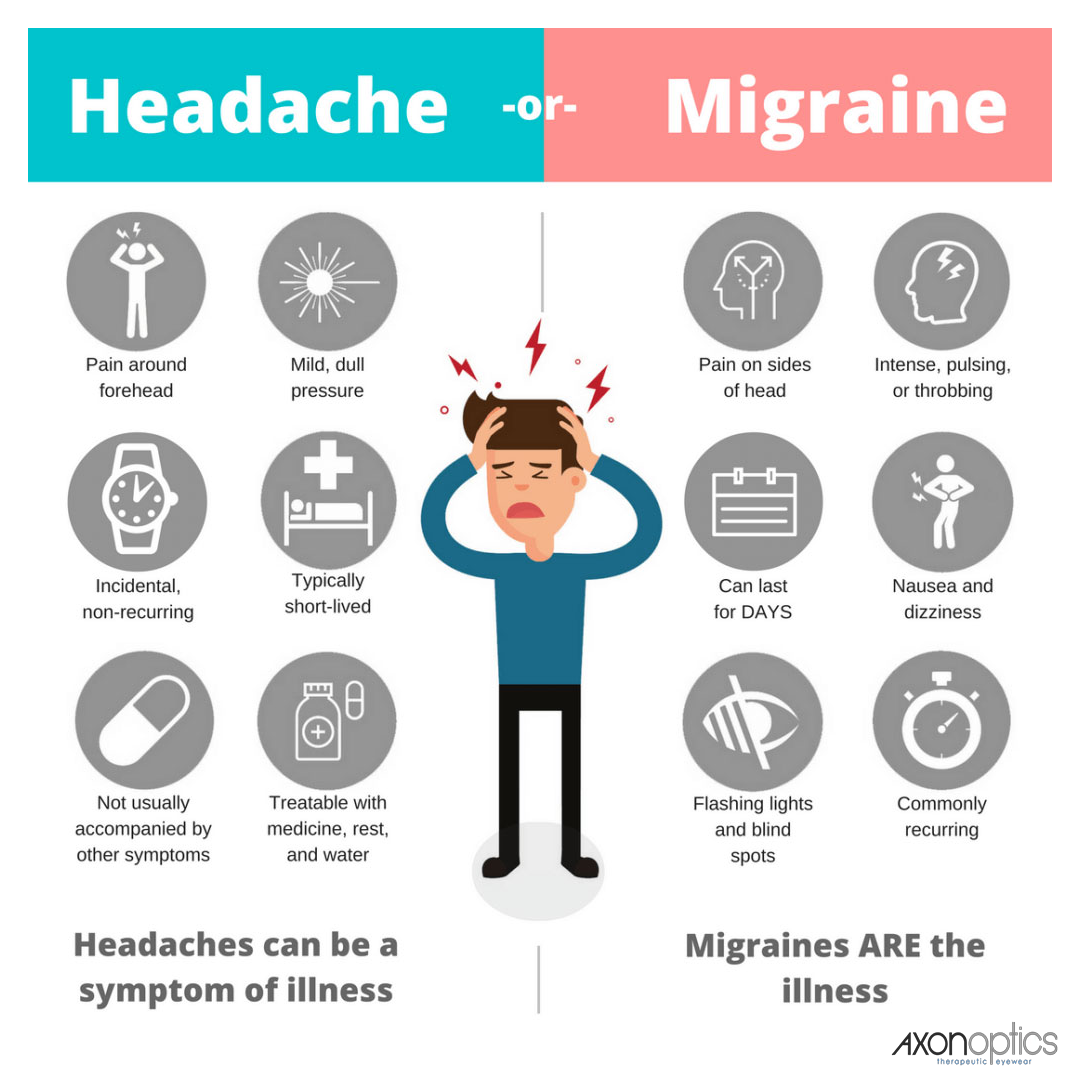 Headache -or- Migraine
Pain around
forehead
Mild, dull
pressure
Incidental,
non-recurring
Typically
short-lived
Not usually
accompanied by
other symptoms
Treatable with
medicine, rest,
and water
Headaches can be a
symptom of illness
Pain on sides
of head
Intense, pulsing,
or throbbing
Can last
for DAYS
Nausea and
dizziness
Flashing lights
and blind
spots
Commonly
recurring
Migraines ARE the
illness
AXonoptics
therapeutic | eyewear